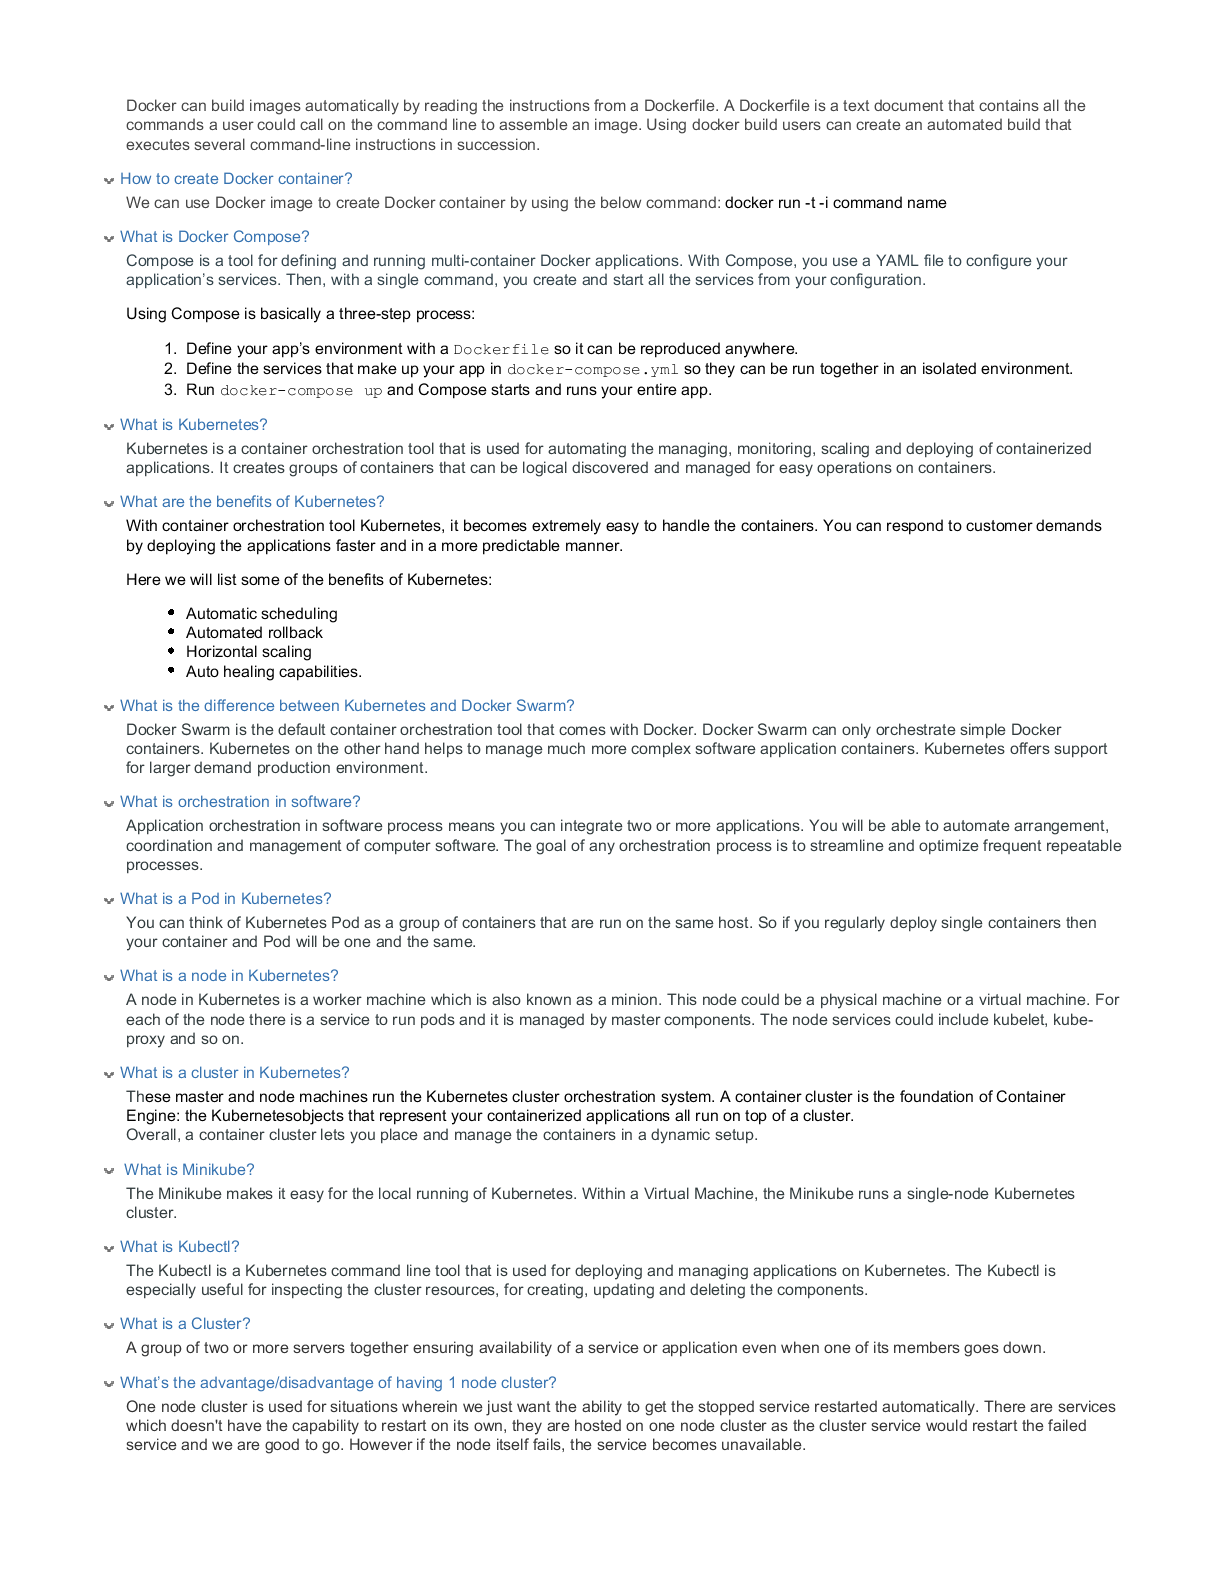 Docker can build images automatically by reading the instructions from a Dockerfile. A Dockerfile is a text document that contains all the
commands a user could call on the command line to assemble an image. Using docker build users can create an automated build that
executes several command-line instructions in succession.
How to create Docker container?
We can use Docker image to create Docker container by using the below command: docker run -t -i command name
What is Docker Compose?
Compose is a tool for defining and running multi-container Docker applications. With Compose, you use a YAML file to configure your
application’s services. Then, with a single command, you create and start all the services from your configuration.
Using Compose is basically a three-step process:
1. Define your app’s environment with a Dockerfile so it can be reproduced anywhere.
2. Define the services that make up your app in docker-compose.yml so they can be run together in an isolated environment.
3. Run docker-compose up and Compose starts and runs your entire app.
What is Kubernetes?
Kubernetes is a container orchestration tool that is used for automating the managing, monitoring, scaling and deploying of containerized
applications. It creates groups of containers that can be logical discovered and managed for easy operations on containers.
What are the benefits of Kubernetes?
With container orchestration tool Kubernetes, it becomes extremely easy to handle the containers. You can respond to customer demands
by deploying the applications faster and in a more predictable manner.
Here we will list some of the benefits of Kubernetes:
• Automatic scheduling
• Automated rollback
• Horizontal scaling
• Auto healing capabilities.
What is the difference between Kubernetes and Docker Swarm?
Docker Swarm is the default container orchestration tool that comes with Docker. Docker Swarm can only orchestrate simple Docker
containers. Kubernetes on the other hand helps to manage much more complex software application containers. Kubernetes offers support
for larger demand production environment.
What is orchestration in software?
Application orchestration in software process means you can integrate two or more applications. You will be able to automate arrangement,
coordination and management of computer software. The goal of any orchestration process is to streamline and optimize frequent repeatable
processes.
What is a Pod in Kubernetes?
You can think of Kubernetes Pod as a group of containers that are run on the same host. So if you regularly deploy single containers then
your container and Pod will be one and the same.
What is a node in Kubernetes?
A node in Kubernetes is a worker machine which is also known as a minion. This node could be a physical machine or a virtual machine. For
each of the node there is a service to run pods and it is managed by master components. The node services could include kubelet, kube-
proxy and so on.
What is a cluster in Kubernetes?
These master and node machines run the Kubernetes cluster orchestration system. A container cluster is the foundation of Container
Engine: the Kubernetesobjects that represent your containerized applications all run on top of a cluster.
Overall, a container cluster lets you place and manage the containers in a dynamic setup.
What is Minikube?
The Minikube makes it easy for the local running of Kubernetes. Within a Virtual Machine, the Minikube runs a single-node Kubernetes
cluster.
What is Kubectl?
The Kubectl is a Kubernetes command line tool that is used for deploying and managing applications on Kubernetes. The Kubectl is
especially useful for inspecting the cluster resources, for creating, updating and deleting the components.
What is a Cluster?
A group of two or more servers together ensuring availability of a service or application even when one of its members goes down.
What’s the advantage/disadvantage of having 1 node cluster?
One node cluster is used for situations wherein we just want the ability to get the stopped service restarted automatically. There are services
which doesn't have the capability to restart on its own, they are hosted on one node cluster as the cluster service would restart the failed
service and we are good to go. However if the node itself fails, the service becomes unavailable.